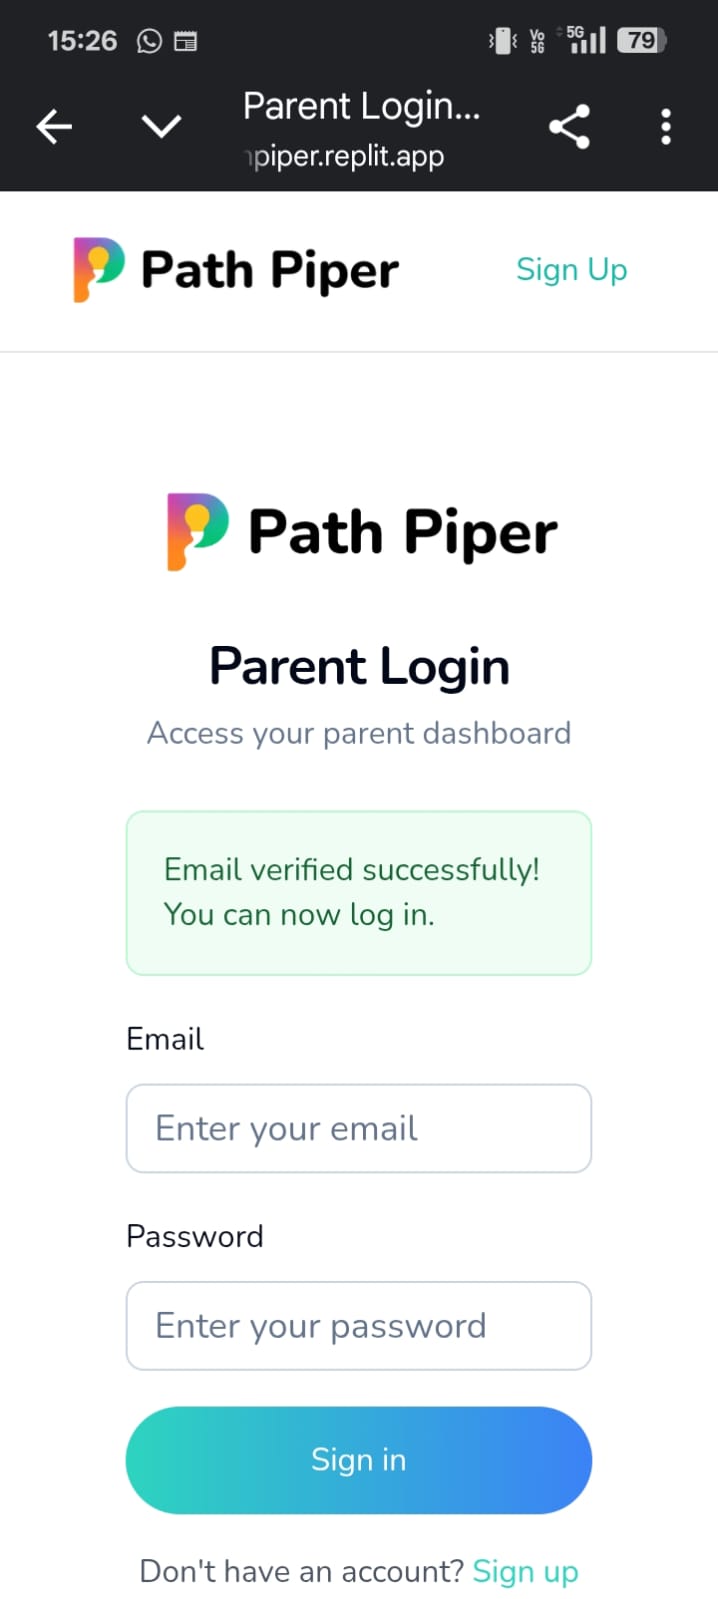 15:26
Vo
5G
5G
79
Parent Login...
piper.replit.app
Path Piper
Sign Up
Path Piper
Parent Login
Access your parent dashboard
Email verified successfully!
You can now log in.
Email
Enter your email
Password
Enter your password
Sign in
Don't have an account? Sign up